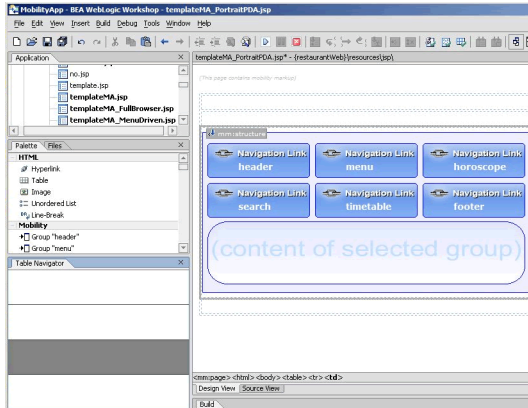 MobilityApp - BEA WebLogic Workshop - templateMA_PortraitPDA.jsp
File Edit View Insert Build Debug Tools Window Help
Application
no.jsp
template.jsp
templateMA.jsp
templateMA_FullBrowser.jsp
templateMA_MenuDriven.jsp
Palette Files
HTML
Hyperlink
Table
Image
Unordered List
Line-Break
Mobility
Group "header"
Group "menu"
Table Navigator
templateMA_PortraitPDA.jsp* - {restaurantWeb}\resources\jsp\
(This page contains mobility markup)
mm:structure
Navigation Link
header
Navigation Link
menu
Navigation Link
horoscope
Navigation Link
search
Navigation Link
timetable
Navigation Link
footer
(content of selected group)
<mm:page> <html> <body> <table> <tr> <td>
Design View Source View
Build